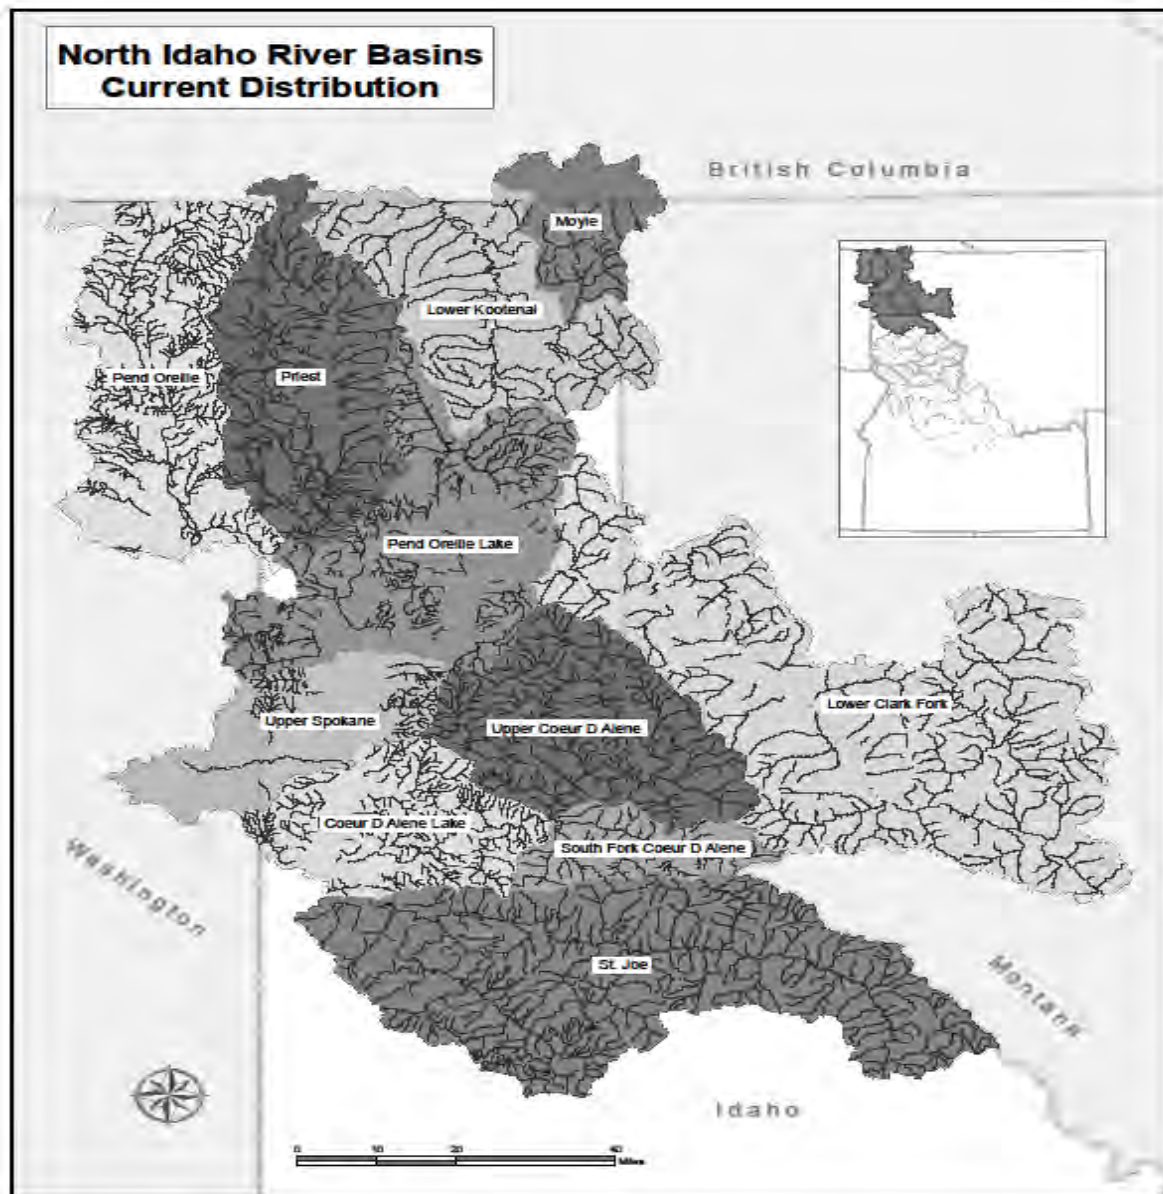 North Idaho River Basins
Current Distribution
British Columbia
Moyie
Lower Kootenai
Pend Oreille
Priest
Pend Oreille Lake
Lower Clark Fork
Upper Spokane
Upper Coeur D Alene
Coeur D Alene Lake
South Fork Coeur D Alene
Washington
St. Joe
Montana
Idaho
0 10 20 40
Miles